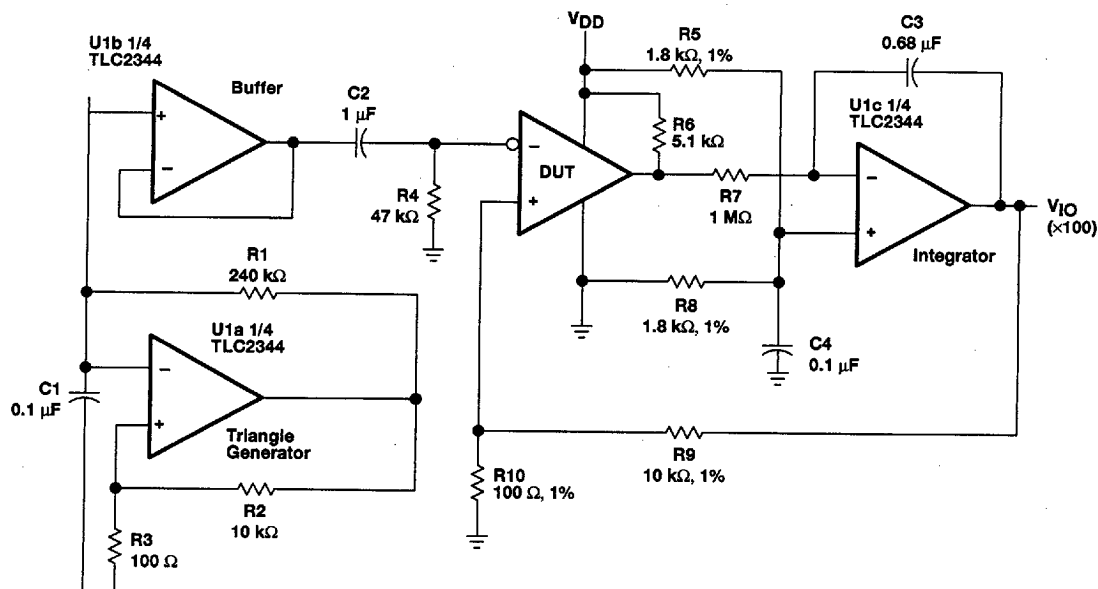 U1b 1/4
TLC2344
Buffer
+
−
C2
1 µF
R4
47 kΩ
VDD
R5
1.8 kΩ, 1%
R6
5.1 kΩ
−
DUT
+
R7
1 MΩ
R8
1.8 kΩ, 1%
C3
0.68 µF
U1c 1/4
TLC2344
−
+
Integrator
VIO
(×100)
C4
0.1 µF
R1
240 kΩ
U1a 1/4
TLC2344
−
+
Triangle
Generator
C1
0.1 µF
R2
10 kΩ
R3
100 Ω
R9
10 kΩ, 1%
R10
100 Ω, 1%